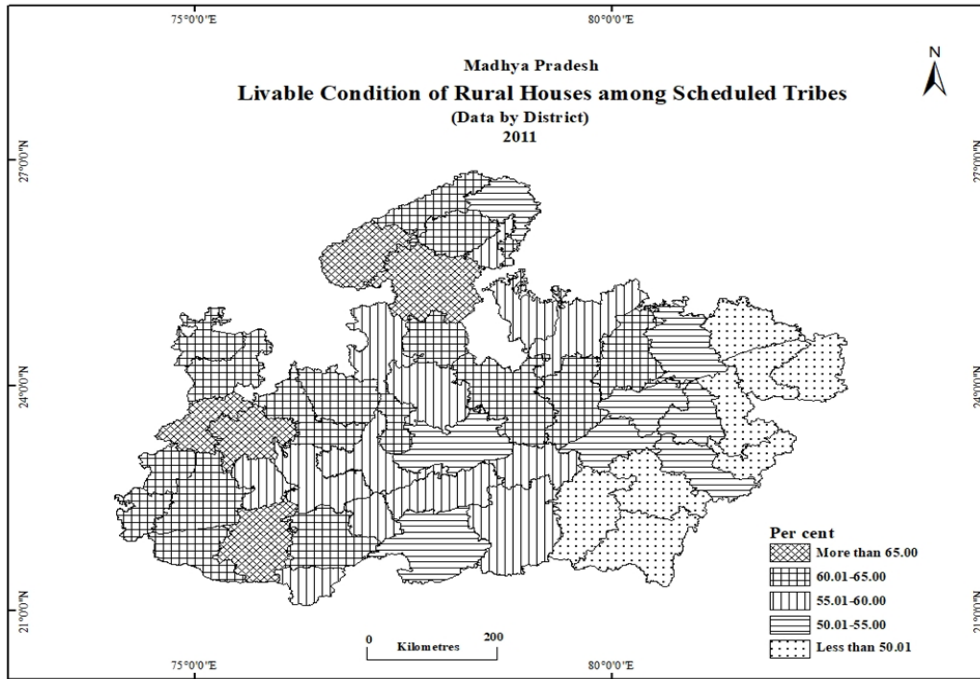 75°0'0"E 80°0'0"E
N
Madhya Pradesh
Livable Condition of Rural Houses among Scheduled Tribes
(Data by District)
2011
27°0'0"N 27°0'0"N
24°0'0"N 24°0'0"N
21°0'0"N 21°0'0"N
Per cent
More than 65.00
60.01-65.00
55.01-60.00
50.01-55.00
Less than 50.01
0 200
Kilometres
75°0'0"E 80°0'0"E